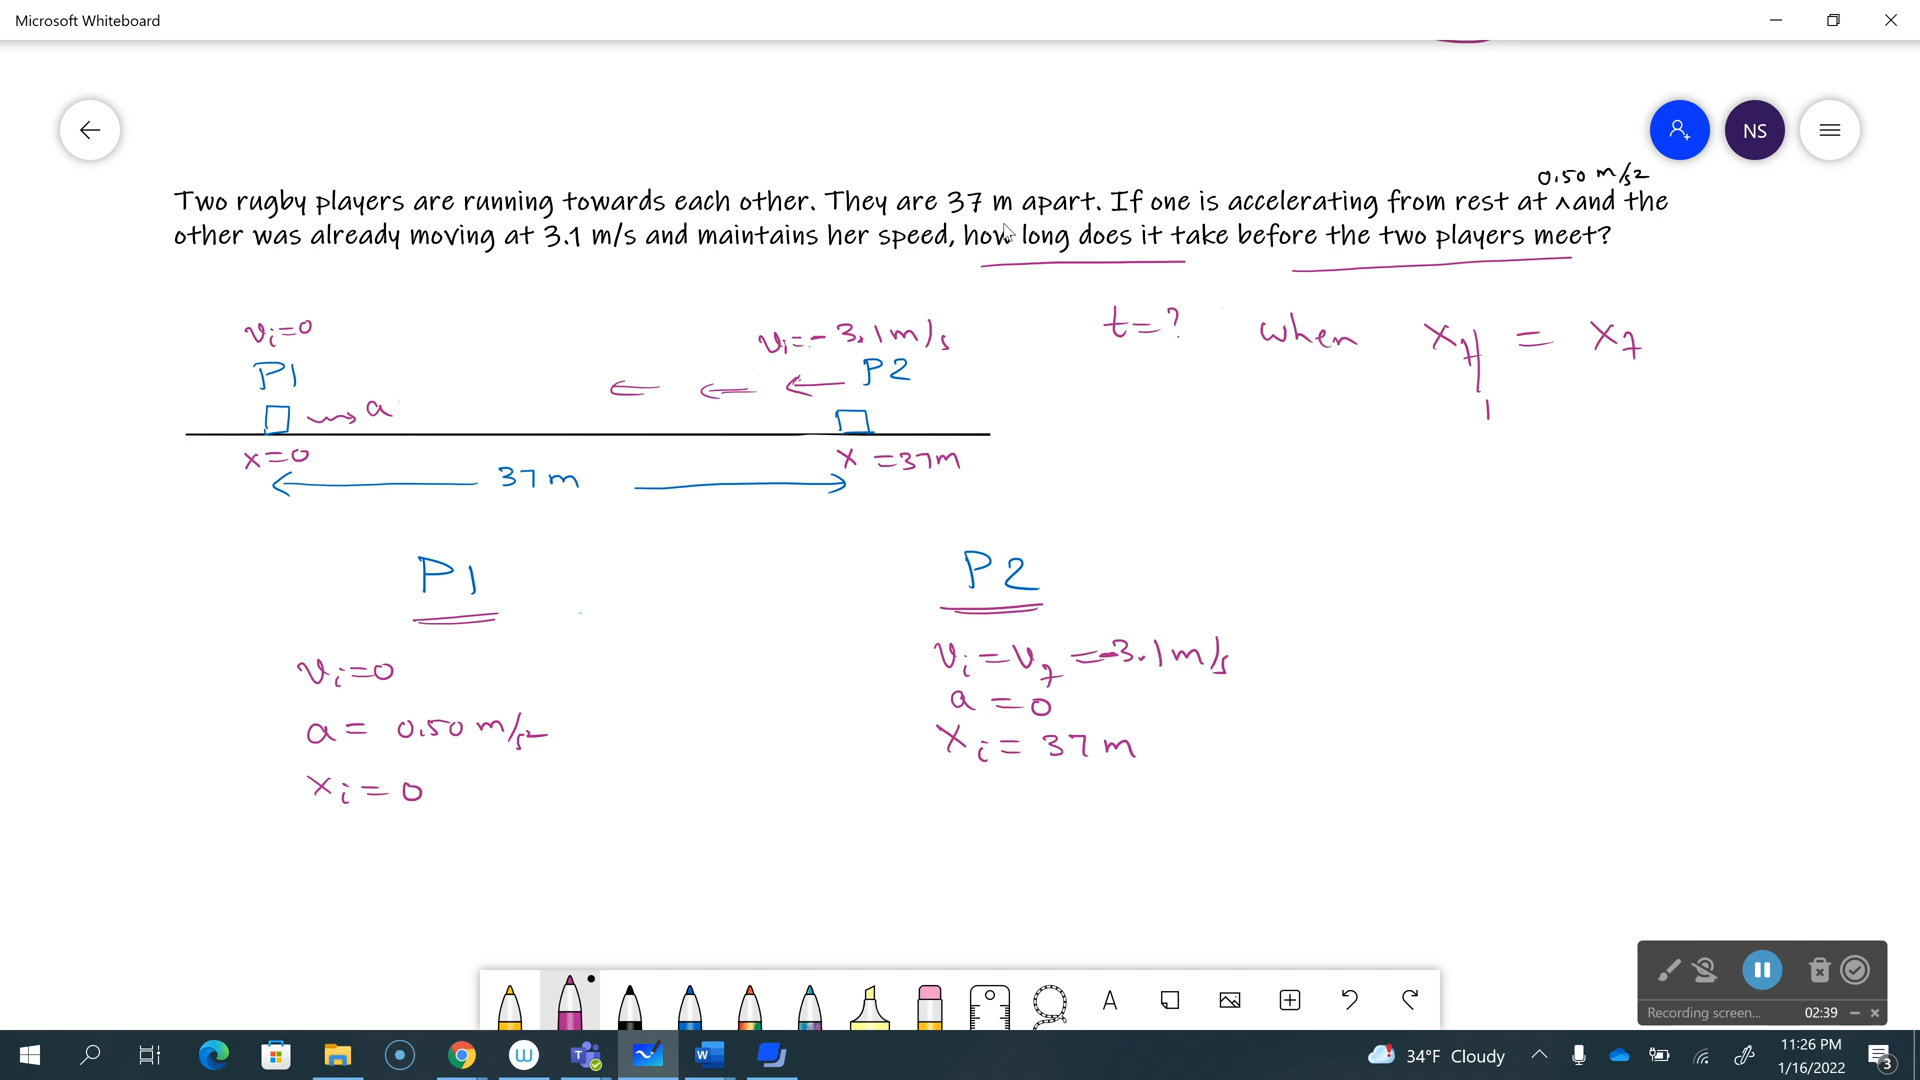 Microsoft Whiteboard
NS
0.50 m/s2
Two rugby players are running towards each other. They are 37 m apart. If one is accelerating from rest at ^ and the
other was already moving at 3.1 m/s and maintains her speed, how long does it take before the two players meet?
vi=0
vi=-3.1m/s
t=?
when
xf1 = xf
P1
P2
a
x=0
x =37m
37m
P1
P2
vi=0
vi=vf=-3.1m/s
a= 0.50 m/s2
a=0
xi=0
xi=37m
A
Recording screen... 02:39
34°F Cloudy
11:26 PM
1/16/2022
3